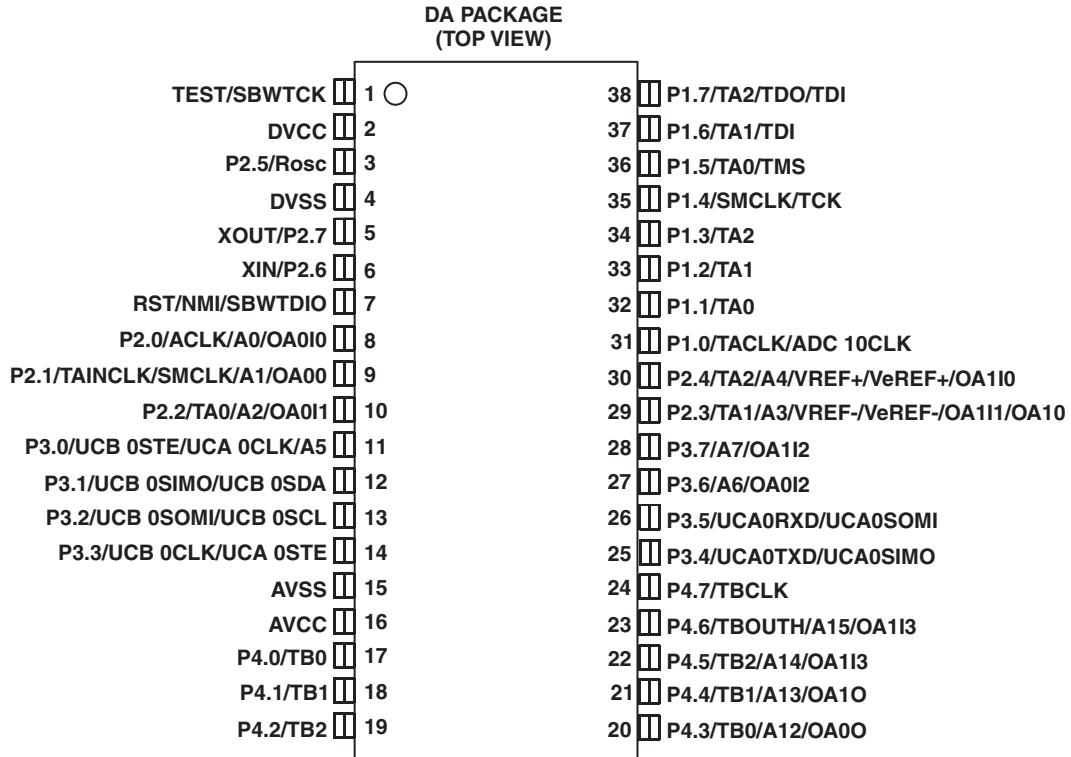 DA PACKAGE
(TOP VIEW)
TEST/SBWTCK 1 38 P1.7/TA2/TDO/TDI
DVCC 2 37 P1.6/TA1/TDI
P2.5/Rosc 3 36 P1.5/TA0/TMS
DVSS 4 35 P1.4/SMCLK/TCK
XOUT/P2.7 5 34 P1.3/TA2
XIN/P2.6 6 33 P1.2/TA1
RST/NMI/SBWTDIO 7 32 P1.1/TA0
P2.0/ACLK/A0/OA0I0 8 31 P1.0/TACLK/ADC 10CLK
P2.1/TAINCLK/SMCLK/A1/OA00 9 30 P2.4/TA2/A4/VREF+/VeREF+/OA1I0
P2.2/TA0/A2/OA0I1 10 29 P2.3/TA1/A3/VREF-/VeREF-/OA1I1/OA10
P3.0/UCB 0STE/UCA 0CLK/A5 11 28 P3.7/A7/OA1I2
P3.1/UCB 0SIMO/UCB 0SDA 12 27 P3.6/A6/OA0I2
P3.2/UCB 0SOMI/UCB 0SCL 13 26 P3.5/UCA0RXD/UCA0SOMI
P3.3/UCB 0CLK/UCA 0STE 14 25 P3.4/UCA0TXD/UCA0SIMO
AVSS 15 24 P4.7/TBCLK
AVCC 16 23 P4.6/TBOUTH/A15/OA1I3
P4.0/TB0 17 22 P4.5/TB2/A14/OA1I3
P4.1/TB1 18 21 P4.4/TB1/A13/OA1O
P4.2/TB2 19 20 P4.3/TB0/A12/OA0O